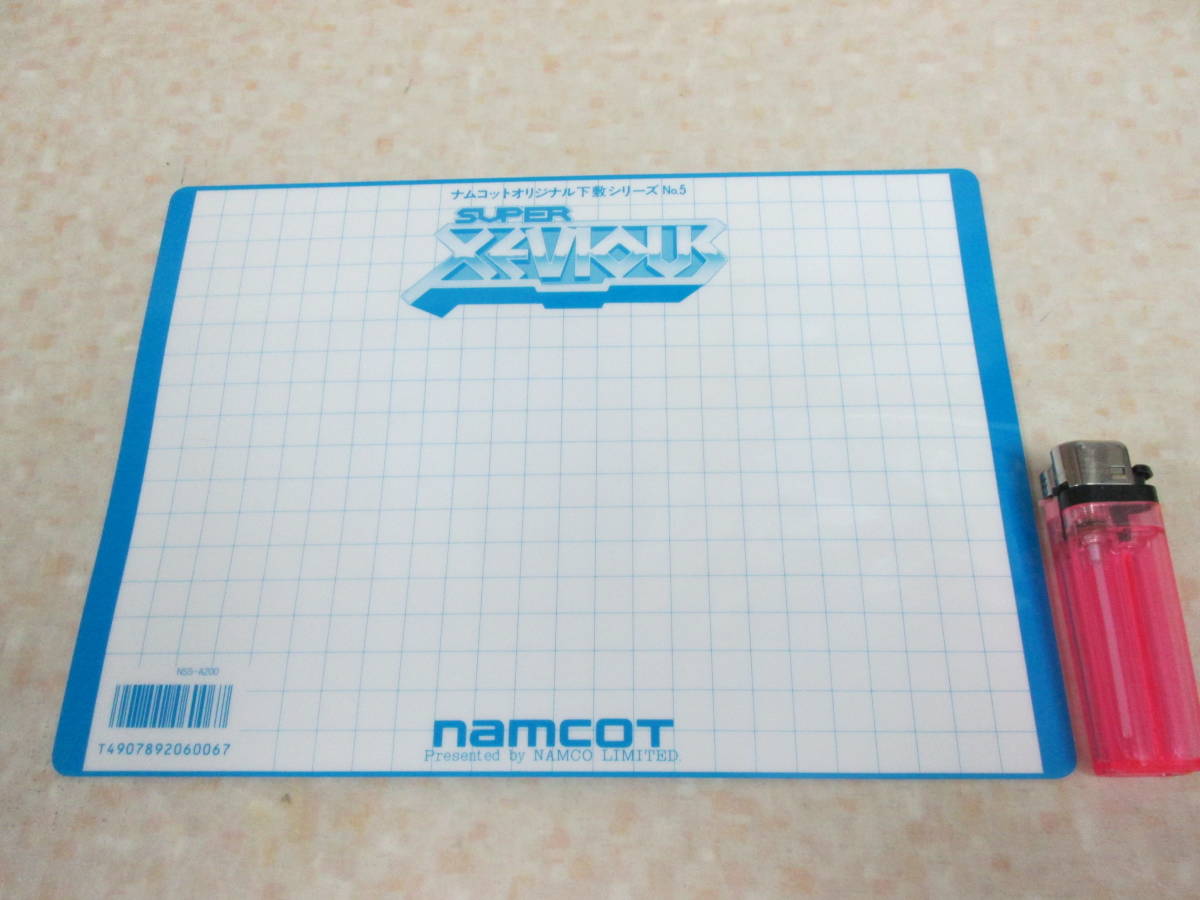 ナムコットオリジナル下敷シリーズ No.5
SUPER
XEVIOUS
NSS-A200
T4907892060067
namcot
Presented by NAMCO LIMITED.